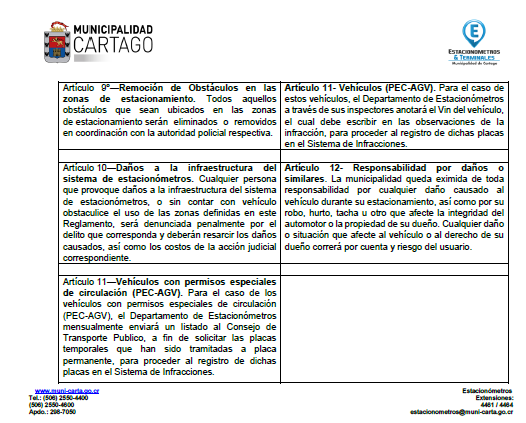 MUNICIPALIDAD
CARTAGO
ESTACIONÓMETROS
& TERMINALES
Municipalidad de Cartago
Artículo 9º—Remoción de Obstáculos en las
zonas de estacionamiento. Todos aquellos
obstáculos que sean ubicados en las zonas
de estacionamiento serán eliminados o removidos
en coordinación con la autoridad policial respectiva.
Artículo 11- Vehículos (PEC-AGV). Para el caso de
estos vehículos, el Departamento de Estacionómetros
a través de sus inspectores anotará el Vin del vehículo,
el cual debe escribir en las observaciones de la
infracción, para proceder al registro de dichas placas
en el Sistema de Infracciones.
Artículo 10—Daños a la infraestructura del
sistema de estacionómetros. Cualquier persona
que provoque daños a la infraestructura del sistema
de estacionómetros, o sin contar con vehículo
obstaculice el uso de las zonas definidas en este
Reglamento, será denunciada penalmente por el
delito que corresponda y deberán resarcir los daños
causados, así como los costos de la acción judicial
correspondiente.
Artículo 12- Responsabilidad por daños o
similares. La municipalidad queda eximida de toda
responsabilidad por cualquier daño causado al
vehículo durante su estacionamiento, así como por su
robo, hurto, tacha u otro que afecte la integridad del
automotor o la propiedad de su dueño. Cualquier daño
o situación que afecte al vehículo o al derecho de su
dueño correrá por cuenta y riesgo del usuario.
Artículo 11—Vehículos con permisos especiales
de circulación (PEC-AGV). Para el caso de los
vehículos con permisos especiales de circulación
(PEC-AGV), el Departamento de Estacionómetros
mensualmente enviará un listado al Consejo de
Transporte Publico, a fin de solicitar las placas
temporales que han sido tramitadas a placa
permanente, para proceder al registro de dichas
placas en el Sistema de Infracciones.
www.muni-carta.go.cr
Tel.: (506) 2550-4400
(506) 2550-4600
Apdo.: 298-7050
Estacionómetros
Extensiones:
4461 / 4464
estacionometros@muni-carta.go.cr